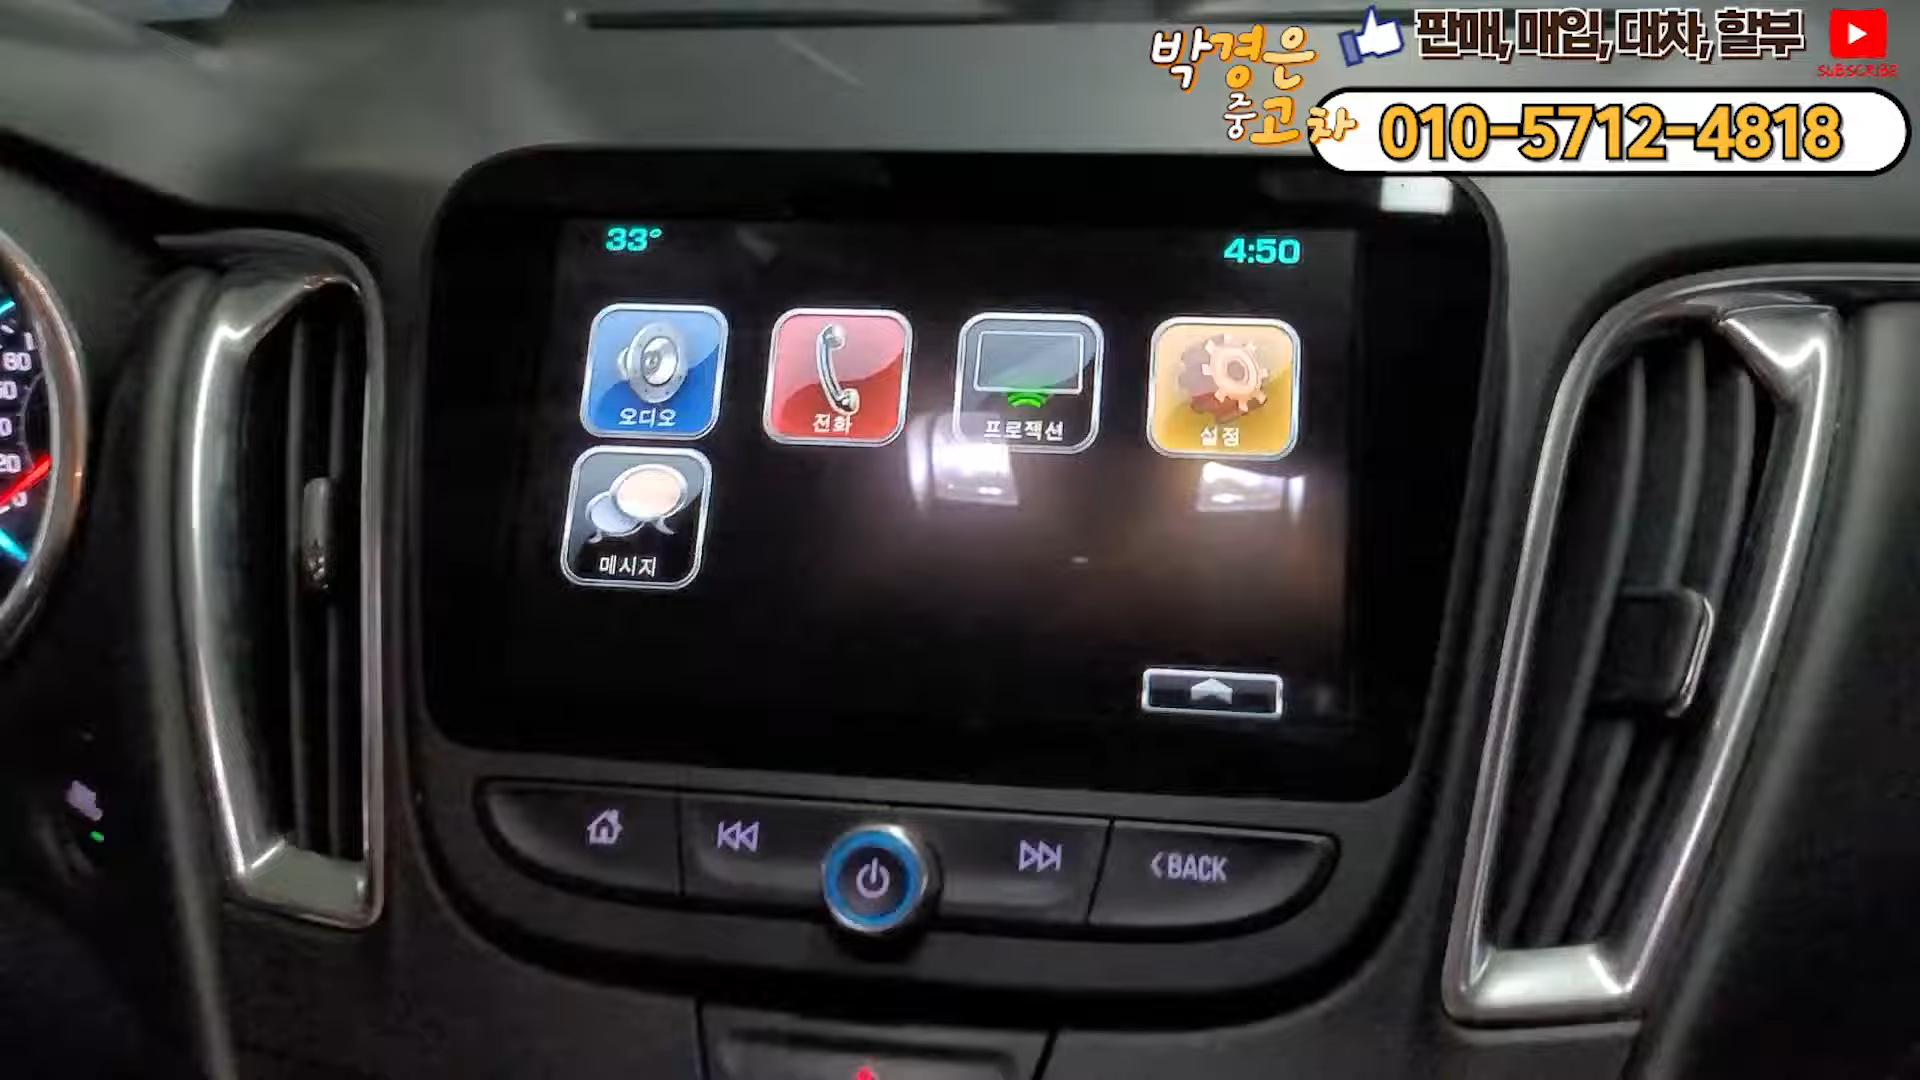 박경은
중고차
판매, 매입, 대차, 할부
SUBSCRIBE
010-5712-4818
33°
4:50
오디오
전화
프로젝션
설정
메시지
<BACK
80